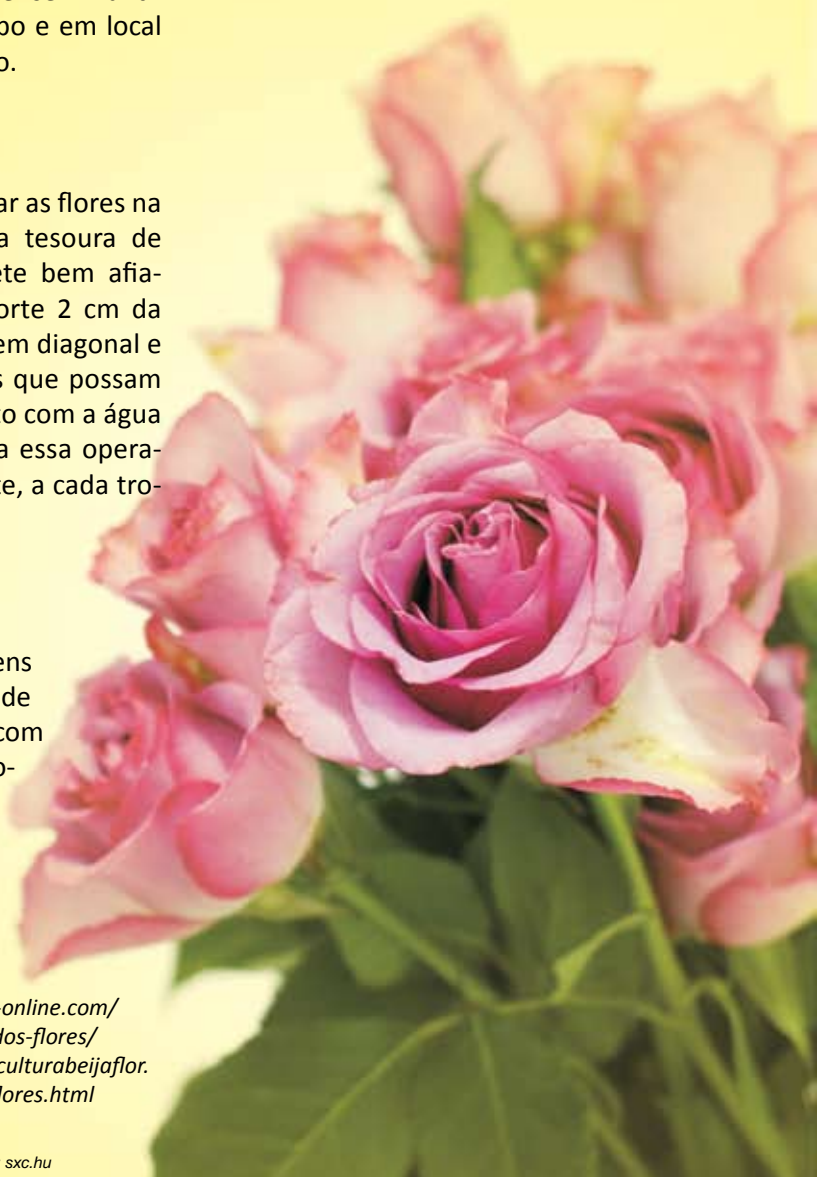 po e em local
o.
ar as flores na
a tesoura de
ete bem afia-
orte 2 cm da
em diagonal e
s que possam
to com a água
a essa opera-
te, a cada tro-
ens
de
com
o-
-online.com/
dos-flores/
culturabeijaflor.
lores.html
sxc.hu